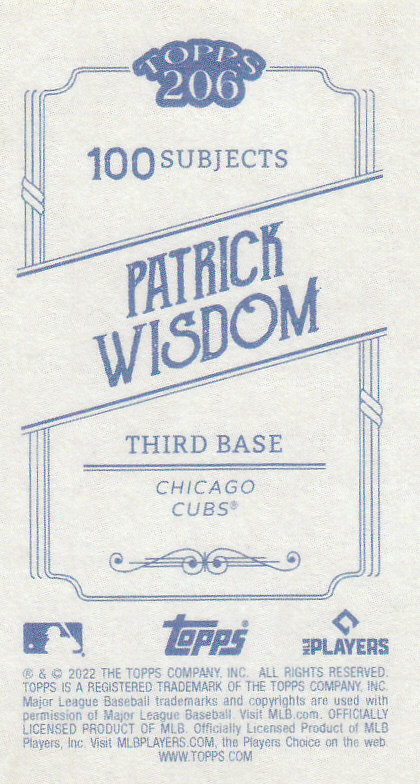 TOPPS
206
100 SUBJECTS
PATRICK
WISDOM
THIRD BASE
CHICAGO
CUBS®
Topps®
MLB PLAYERS
® & © 2022 THE TOPPS COMPANY, INC. ALL RIGHTS RESERVED.
TOPPS IS A REGISTERED TRADEMARK OF THE TOPPS COMPANY, INC.
Major League Baseball trademarks and copyrights are used with
permission of Major League Baseball. Visit MLB.com. OFFICIALLY
LICENSED PRODUCT OF MLB. Officially Licensed Product of MLB
Players, Inc. Visit MLBPLAYERS.COM, the Players Choice on the web.
WWW.TOPPS.COM